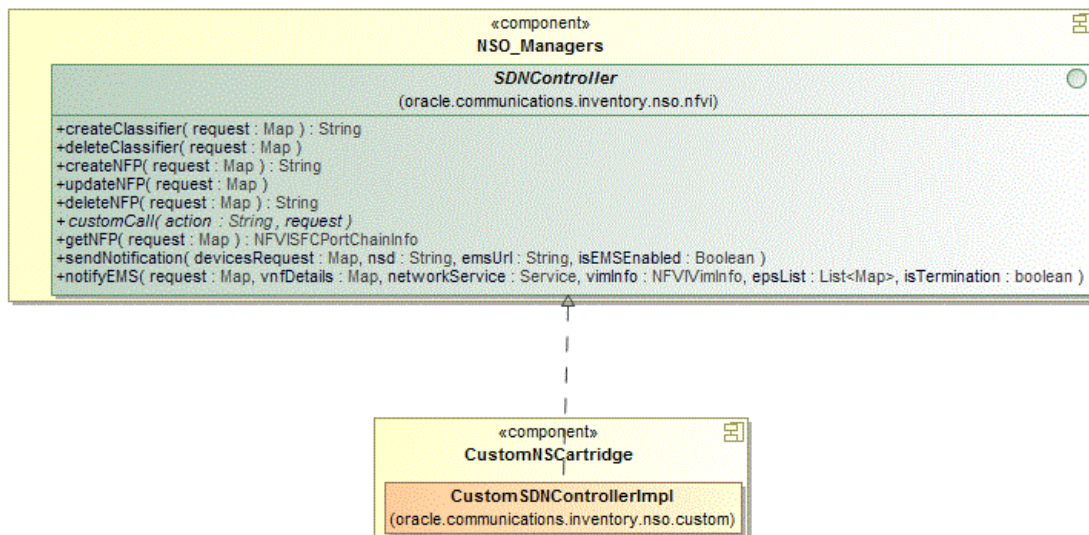 «component»
NSO_Managers
SDNController
(oracle.communications.inventory.nso.nfvi)
+createClassifier( request : Map ) : String
+deleteClassifier( request : Map )
+createNFP( request : Map ) : String
+updateNFP( request : Map )
+deleteNFP( request : Map ) : String
+customCall( action : String, request )
+getNFP( request : Map ) : NFVISFCPortChainInfo
+sendNotification( devicesRequest : Map, nsd : String, emsUrl : String, isEMSEnabled : Boolean )
+notifyEMS( request : Map, vnfDetails : Map, networkService : Service, vimInfo : NFVIVimInfo, epsList : List<Map>, isTermination : boolean )
«component»
CustomNSCartridge
CustomSDNControllerImpl
(oracle.communications.inventory.nso.custom)